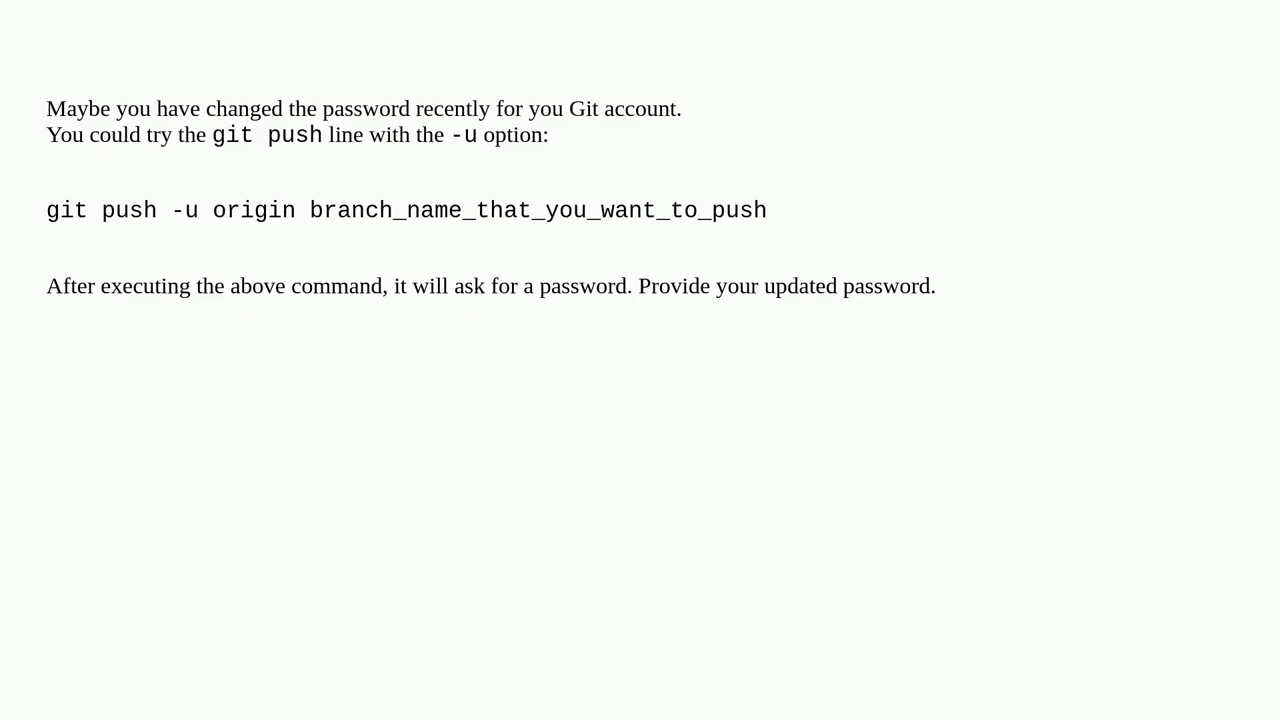 Maybe you have changed the password recently for you Git account.
You could try the git push line with the -u option:
git push -u origin branch_name_that_you_want_to_push
After executing the above command, it will ask for a password. Provide your updated password.